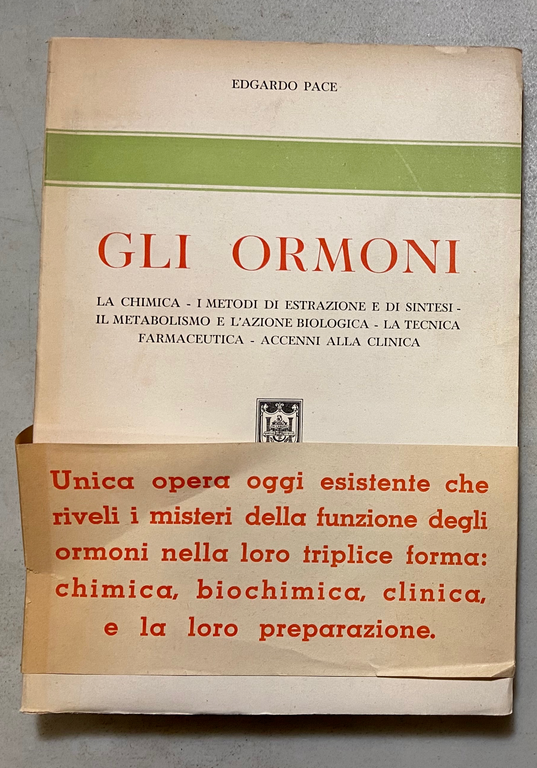 EDGARDO PACE
GLI ORMONI
LA CHIMICA - I METODI DI ESTRAZIONE E DI SINTESI -
IL METABOLISMO E L'AZIONE BIOLOGICA - LA TECNICA
FARMACEUTICA - ACCENNI ALLA CLINICA
Unica opera oggi esistente che
riveli i misteri della funzione degli
ormoni nella loro triplice forma:
chimica, biochimica, clinica,
e la loro preparazione.